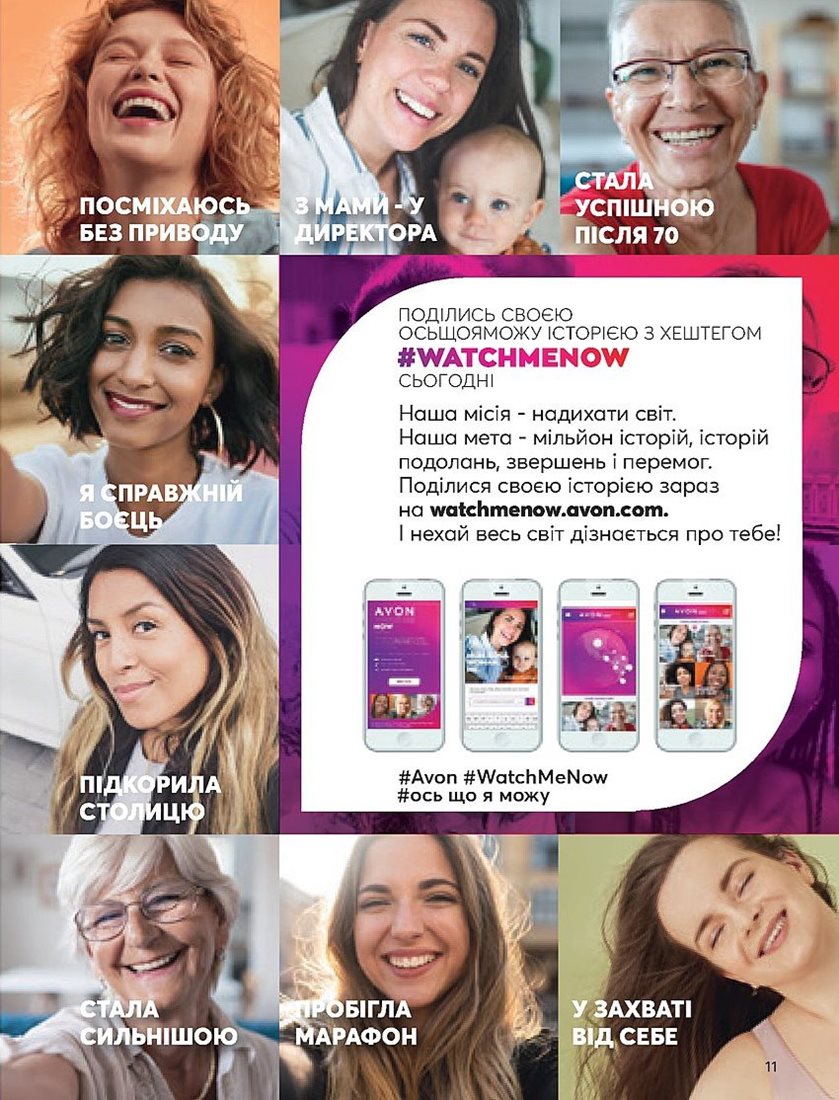 ПОСМІХАЮСЬ
БЕЗ ПРИВОДУ
З МАМИ - У
ДИРЕКТОРА
СТАЛА
УСПІШНОЮ
ПІСЛЯ 70
ПОДІЛИСЬ СВОЄЮ
ОСЬЩОЯМОЖУ ІСТОРІЄЮ З ХЕШТЕГОМ
#WATCHMENOW
СЬОГОДНІ
Наша місія - надихати світ.
Наша мета - мільйон історій, історій
подолань, звершень і перемог.
Поділися своєю історією зараз
на watchmenow.avon.com.
І нехай весь світ дізнається про тебе!
Я СПРАВЖНІЙ
БОЄЦЬ
AVON
AVON
#Avon #WatchMeNow
#ось що я можу
ПІДКОРИЛА
СТОЛИЦЮ
СТАЛА
СИЛЬНІШОЮ
ПРОБІГЛА
МАРАФОН
У ЗАХВАТІ
ВІД СЕБЕ
11